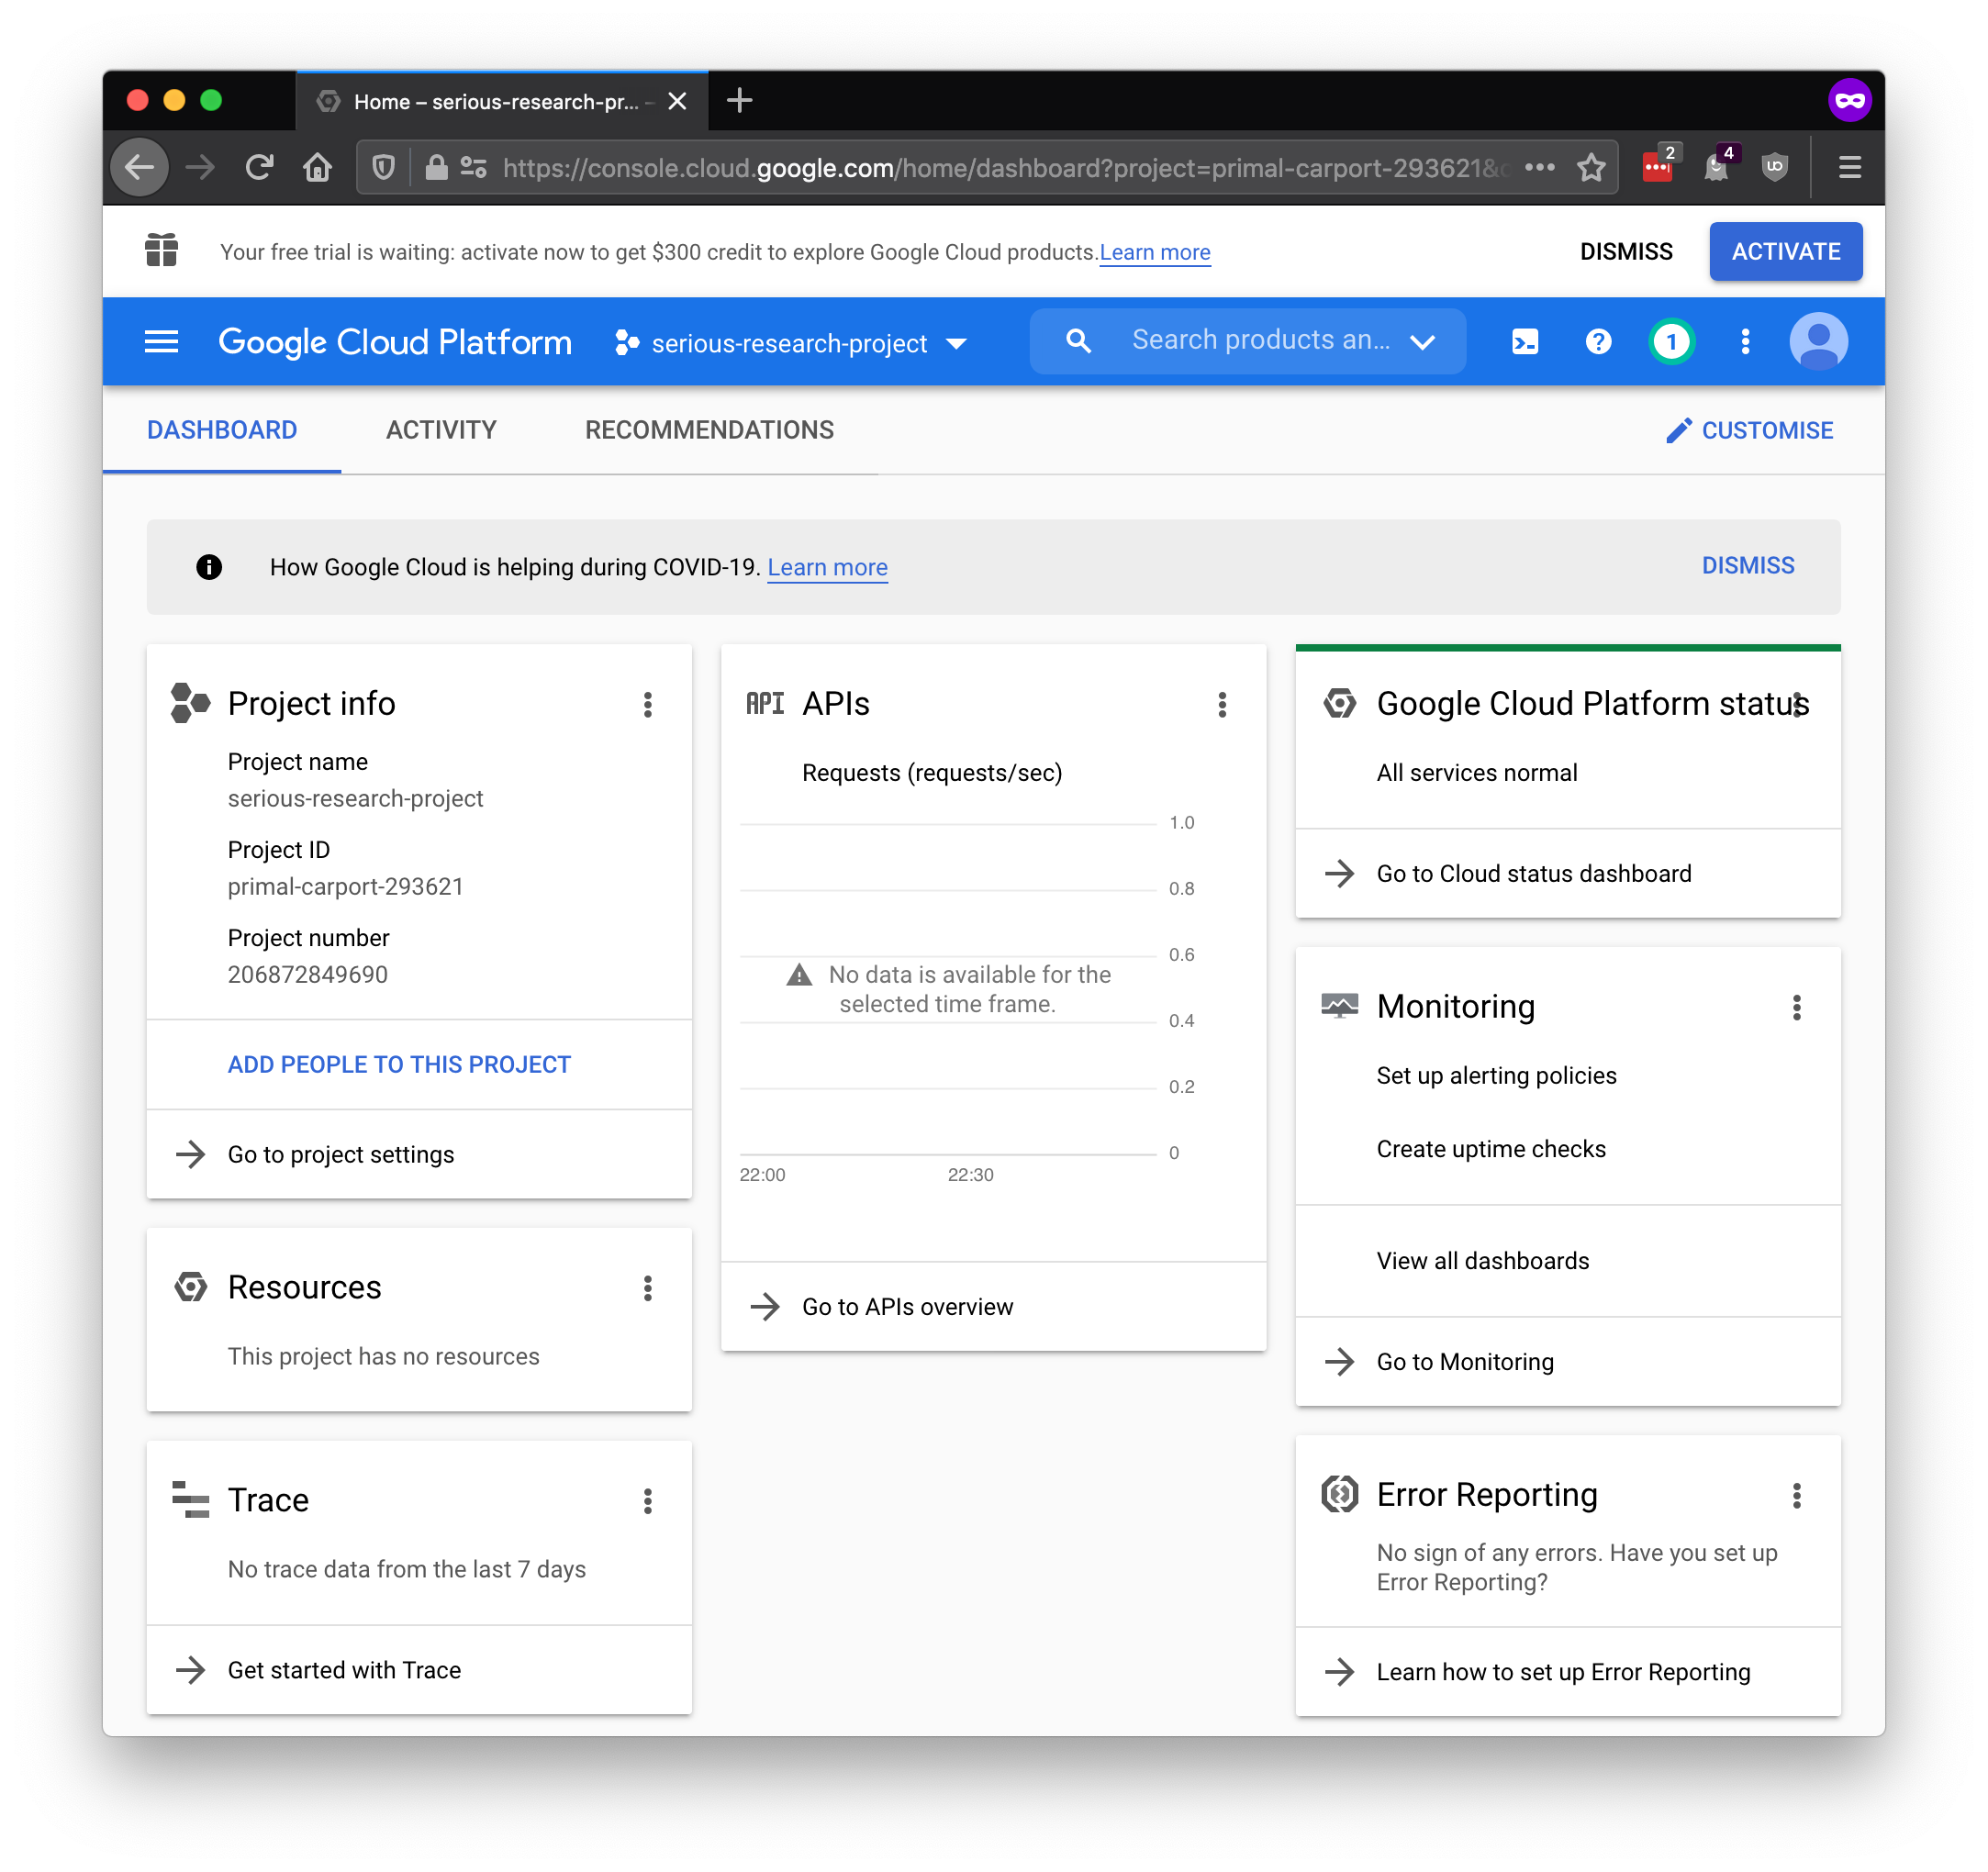 Home – serious-research-pr...
https://console.cloud.google.com/home/dashboard?project=primal-carport-293621&
2
4
Your free trial is waiting: activate now to get $300 credit to explore Google Cloud products. Learn more
DISMISS
ACTIVATE
Google Cloud Platform
serious-research-project
Search products an...
1
DASHBOARD
ACTIVITY
RECOMMENDATIONS
CUSTOMISE
How Google Cloud is helping during COVID-19. Learn more
DISMISS
Project info
Project name
serious-research-project
Project ID
primal-carport-293621
Project number
206872849690
ADD PEOPLE TO THIS PROJECT
Go to project settings
Resources
This project has no resources
Trace
No trace data from the last 7 days
Get started with Trace
API APIs
Requests (requests/sec)
1.0
0.8
0.6
No data is available for the
selected time frame.
0.4
0.2
0
22:00
22:30
Go to APIs overview
Google Cloud Platform status
All services normal
Go to Cloud status dashboard
Monitoring
Set up alerting policies
Create uptime checks
View all dashboards
Go to Monitoring
Error Reporting
No sign of any errors. Have you set up
Error Reporting?
Learn how to set up Error Reporting